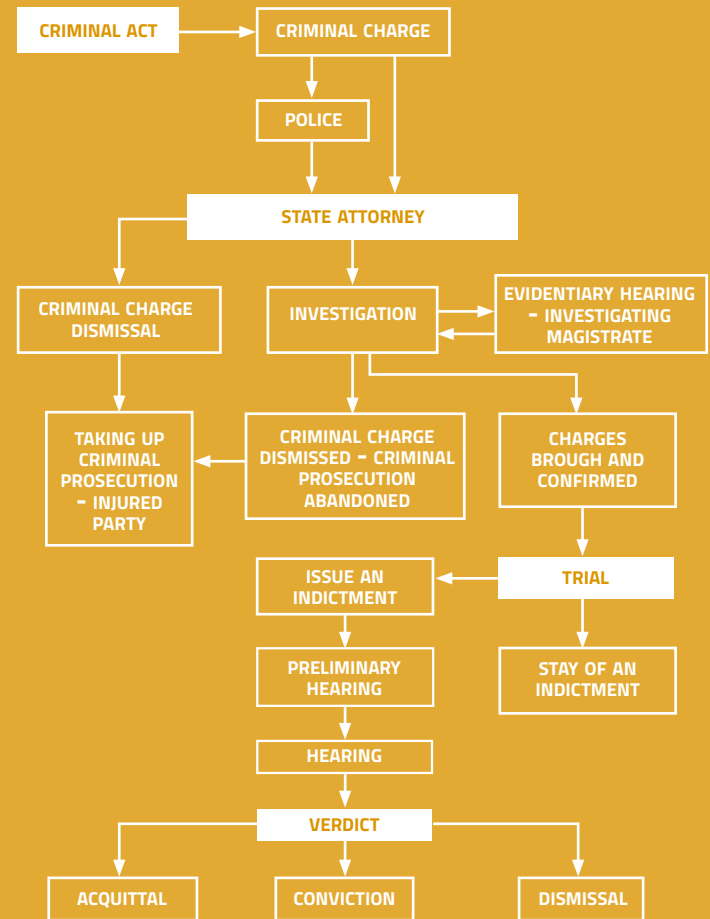 CRIMINAL ACT
CRIMINAL CHARGE
POLICE
STATE ATTORNEY
CRIMINAL CHARGE
DISMISSAL
INVESTIGATION
EVIDENTIARY HEARING
- INVESTIGATING
MAGISTRATE
TAKING UP
CRIMINAL
PROSECUTION
- INJURED
PARTY
CRIMINAL CHARGE
DISMISSED - CRIMINAL
PROSECUTION
ABANDONED
CHARGES
BROUGH AND
CONFIRMED
ISSUE AN
INDICTMENT
TRIAL
PRELIMINARY
HEARING
STAY OF AN
INDICTMENT
HEARING
VERDICT
ACQUITTAL
CONVICTION
DISMISSAL